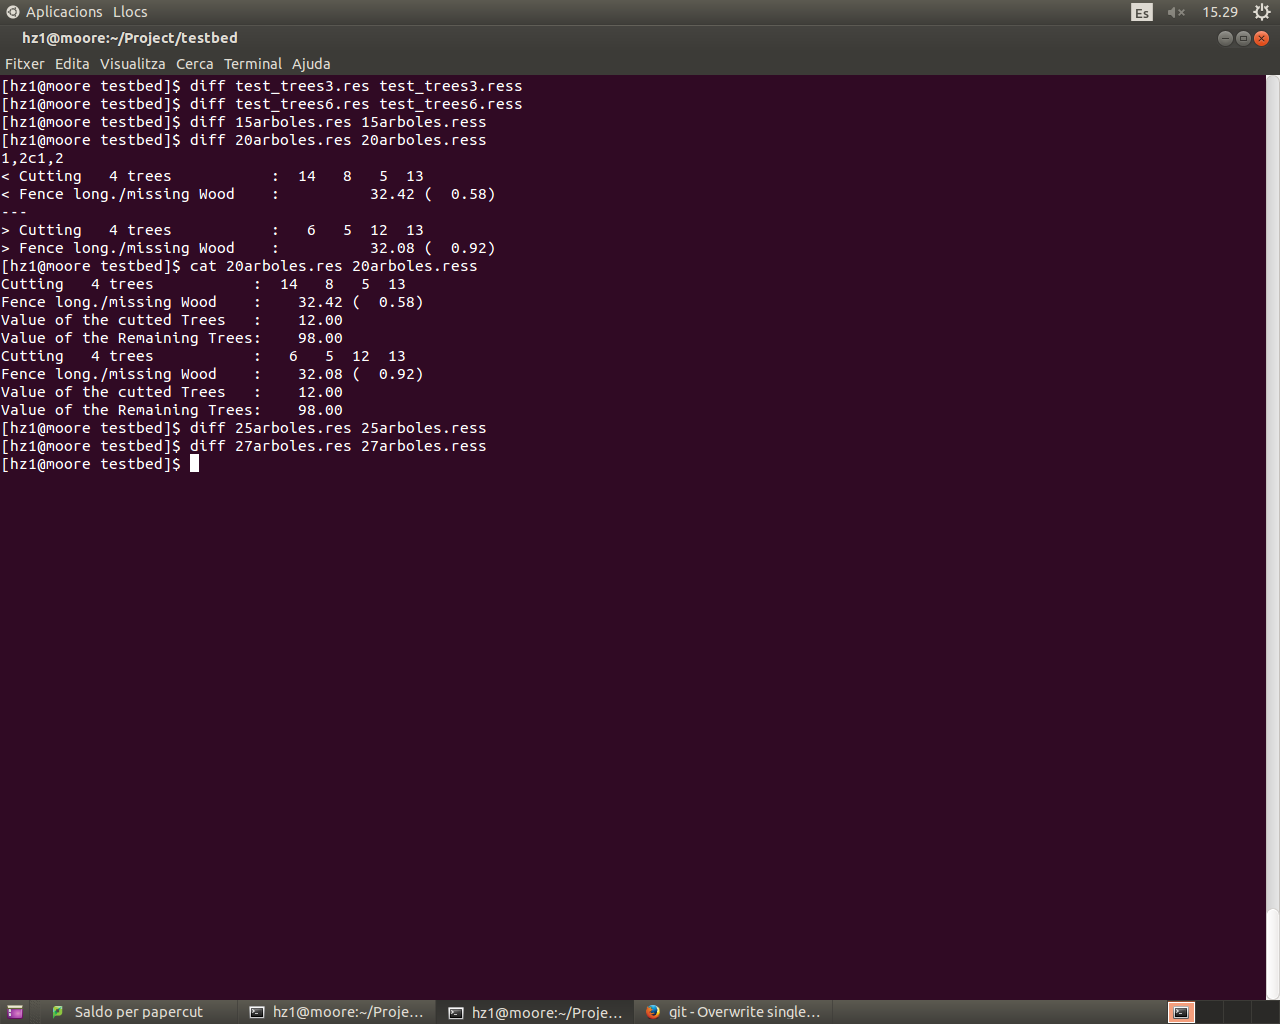 Aplicacions Llocs Es 15.29
hz1@moore:~/Project/testbed
Fitxer Edita Visualitza Cerca Terminal Ajuda
[hz1@moore testbed]$ diff test_trees3.res test_trees3.ress
[hz1@moore testbed]$ diff test_trees6.res test_trees6.ress
[hz1@moore testbed]$ diff 15arboles.res 15arboles.ress
[hz1@moore testbed]$ diff 20arboles.res 20arboles.ress
1,2c1,2
< Cutting   4 trees           :  14   8   5  13
< Fence long./missing Wood    :          32.42 (  0.58)
---
> Cutting   4 trees           :   6   5  12  13
> Fence long./missing Wood    :          32.08 (  0.92)
[hz1@moore testbed]$ cat 20arboles.res 20arboles.ress
Cutting   4 trees           :  14   8   5  13
Fence long./missing Wood    :    32.42 (  0.58)
Value of the cutted Trees   :    12.00
Value of the Remaining Trees:    98.00
Cutting   4 trees           :   6   5  12  13
Fence long./missing Wood    :    32.08 (  0.92)
Value of the cutted Trees   :    12.00
Value of the Remaining Trees:    98.00
[hz1@moore testbed]$ diff 25arboles.res 25arboles.ress
[hz1@moore testbed]$ diff 27arboles.res 27arboles.ress
[hz1@moore testbed]$
Saldo per papercut hz1@moore:~/Proje... hz1@moore:~/Proje... git - Overwrite single...